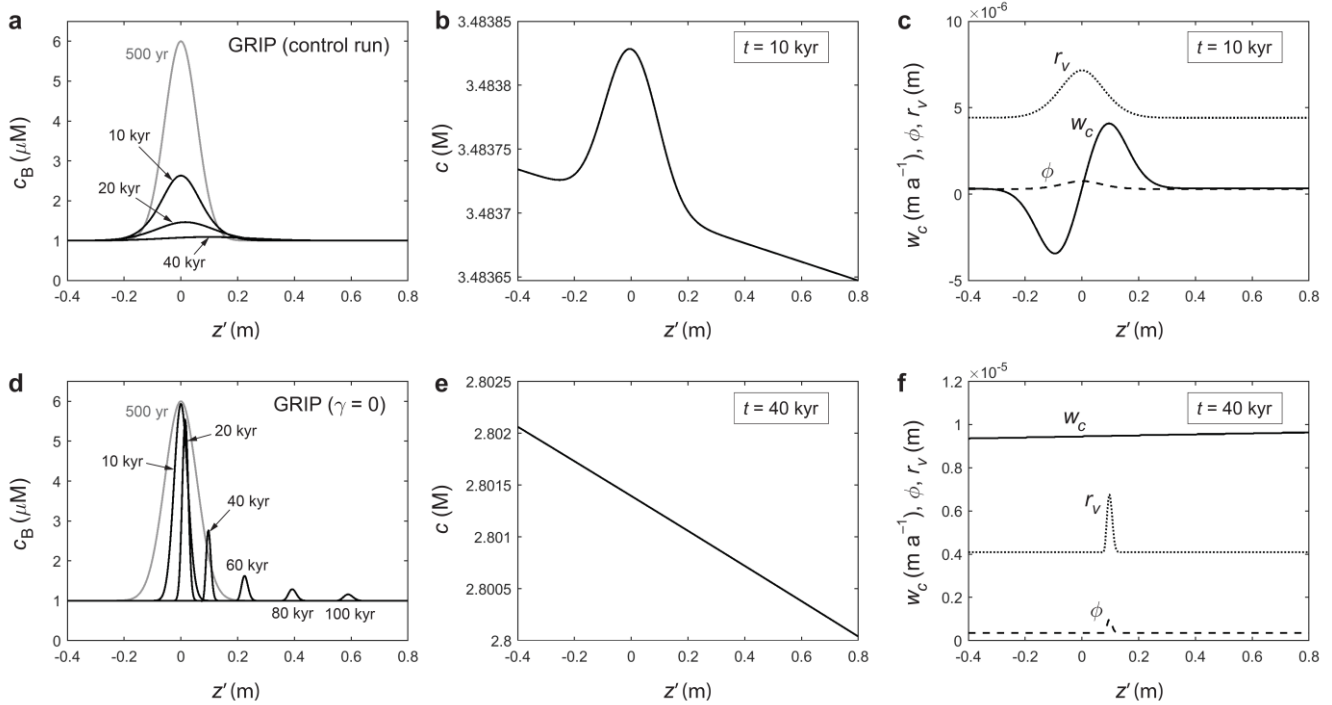 a
GRIP (control run)
500 yr
10 kyr
20 kyr
40 kyr
c_B (μM)
6
5
4
3
2
1
0
-0.4 -0.2 0 0.2 0.4 0.6 0.8
z′ (m)
b
t = 10 kyr
c (M)
3.48385
3.4838
3.48375
3.4837
3.48365
-0.4 -0.2 0 0.2 0.4 0.6 0.8
z′ (m)
c
×10⁻⁶
t = 10 kyr
r_v
w_c
ϕ
w_c (m a⁻¹), ϕ, r_v (m)
10
5
0
-5
-0.4 -0.2 0 0.2 0.4 0.6 0.8
z′ (m)
d
GRIP (γ = 0)
500 yr
20 kyr
10 kyr
40 kyr
60 kyr
80 kyr
100 kyr
c_B (μM)
6
5
4
3
2
1
0
-0.4 -0.2 0 0.2 0.4 0.6 0.8
z′ (m)
e
t = 40 kyr
c (M)
2.8025
2.802
2.8015
2.801
2.8005
2.8
-0.4 -0.2 0 0.2 0.4 0.6 0.8
z′ (m)
f
×10⁻⁵
t = 40 kyr
w_c
r_v
ϕ
w_c (m a⁻¹), ϕ, r_v (m)
1.2
1
0.8
0.6
0.4
0.2
0
-0.4 -0.2 0 0.2 0.4 0.6 0.8
z′ (m)